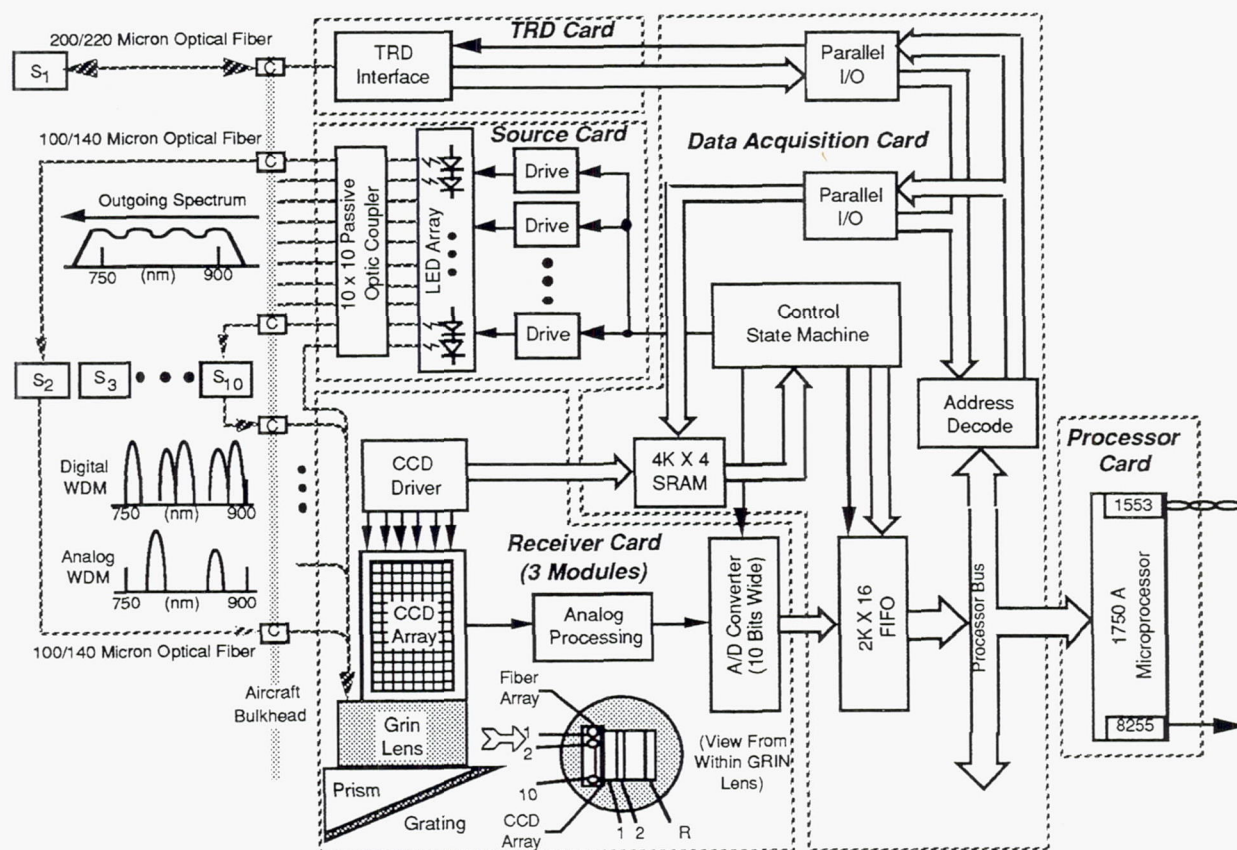 200/220 Micron Optical Fiber
S1
C
TRD Card
TRD
Interface
Parallel
I/O
100/140 Micron Optical Fiber
C
Source Card
Data Acquisition Card
Outgoing Spectrum
750
(nm)
900
10 x 10 Passive
Optic Coupler
LED Array
Drive
Drive
Drive
Parallel
I/O
Control
State Machine
C
S2
S3
S10
C
Address
Decode
Processor
Card
Digital
WDM
750
(nm)
900
CCD
Driver
4K X 4
SRAM
1553
Analog
WDM
750
(nm)
900
Receiver Card
(3 Modules)
CCD
Array
Analog
Processing
A/D Converter
(10 Bits Wide)
2K X 16
FIFO
Processor Bus
1750 A
Microprocessor
C
100/140 Micron Optical Fiber
Aircraft
Bulkhead
Fiber
Array
Grin
Lens
1
2
10
(View From
Within GRIN
Lens)
8255
Prism
Grating
CCD
Array
1
2
R